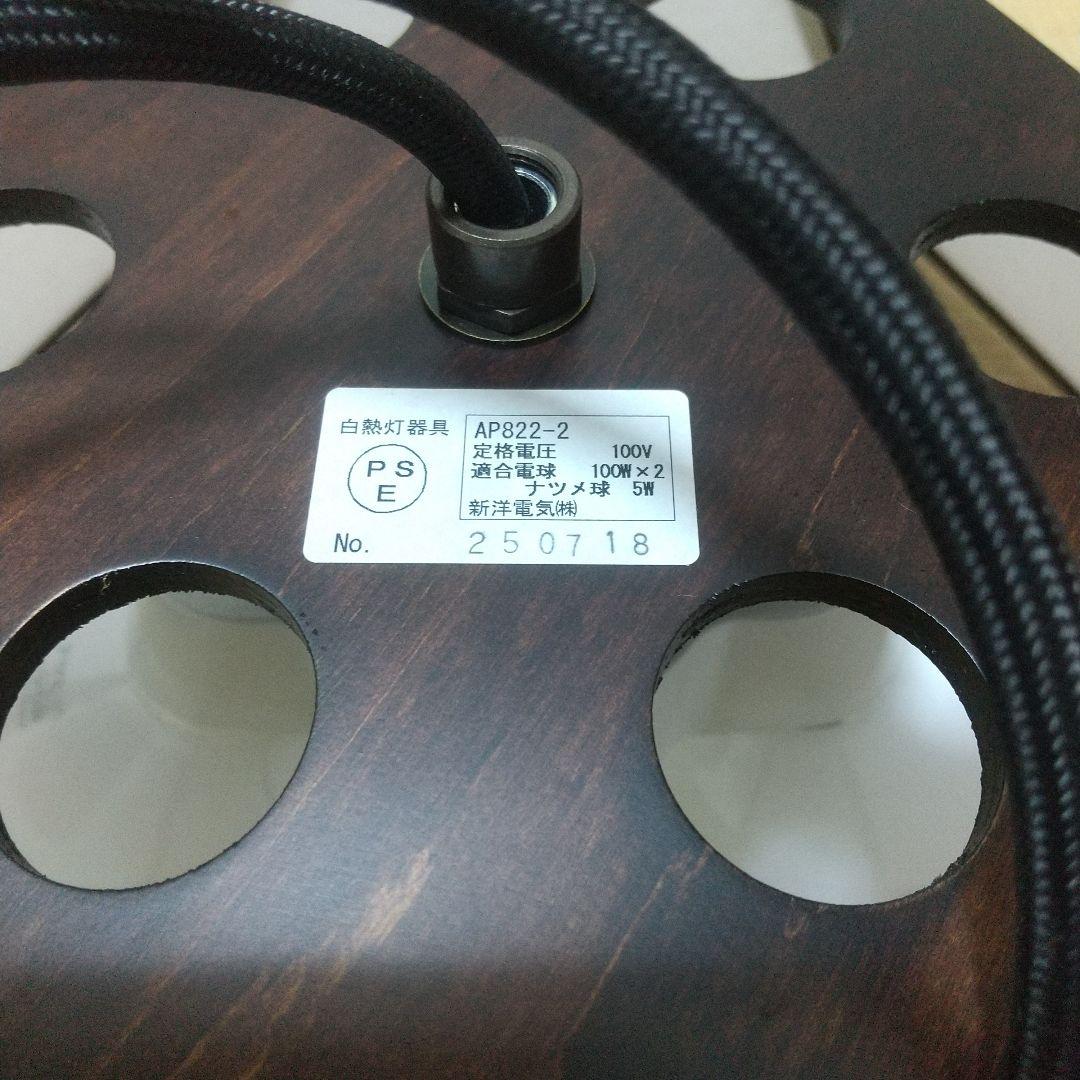 白熱灯器具
PS
E
AP822-2
定格電圧 100V
適合電球 100W×2
ナツメ球 5W
新洋電気㈱
No. 250718